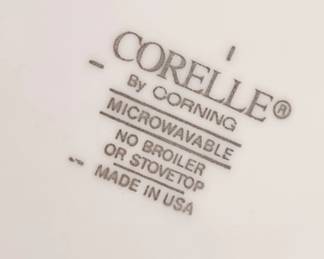 CORELLE®
By CORNING
MICROWAVABLE
NO BROILER
OR STOVETOP
MADE IN USA